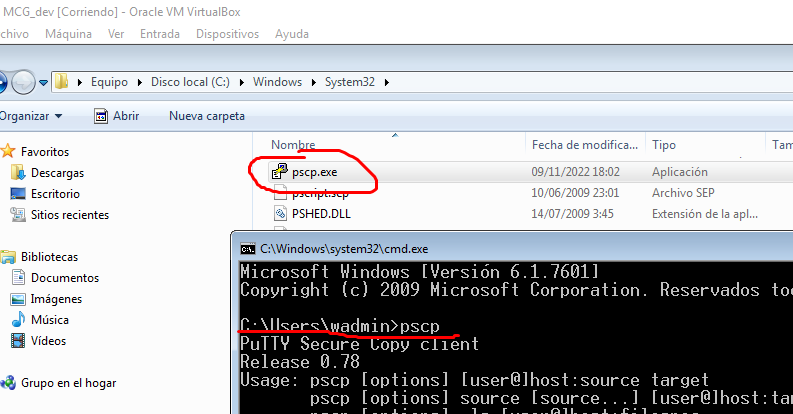 MCG_dev [Corriendo] - Oracle VM VirtualBox
chivo Máquina Ver Entrada Dispositivos Ayuda
Equipo Disco local (C:) Windows System32
Organizar Abrir Nueva carpeta
Nombre Fecha de modifica... Tipo Tam
Favoritos
Descargas
Escritorio
Sitios recientes
Bibliotecas
Documentos
Imágenes
Música
Vídeos
Grupo en el hogar
pscp.exe 09/11/2022 18:02 Aplicación
pscript.sep 10/06/2009 23:01 Archivo SEP
PSHED.DLL 14/07/2009 3:45 Extensión de la apl...
C:\Windows\system32\cmd.exe
Microsoft Windows [Versión 6.1.7601]
Copyright (c) 2009 Microsoft Corporation. Reservados to
C:\Users\wadmin>pscp
PuTTY Secure Copy client
Release 0.78
Usage: pscp [options] [user@]host:source target
pscp [options] source [source...] [user@]host:ta